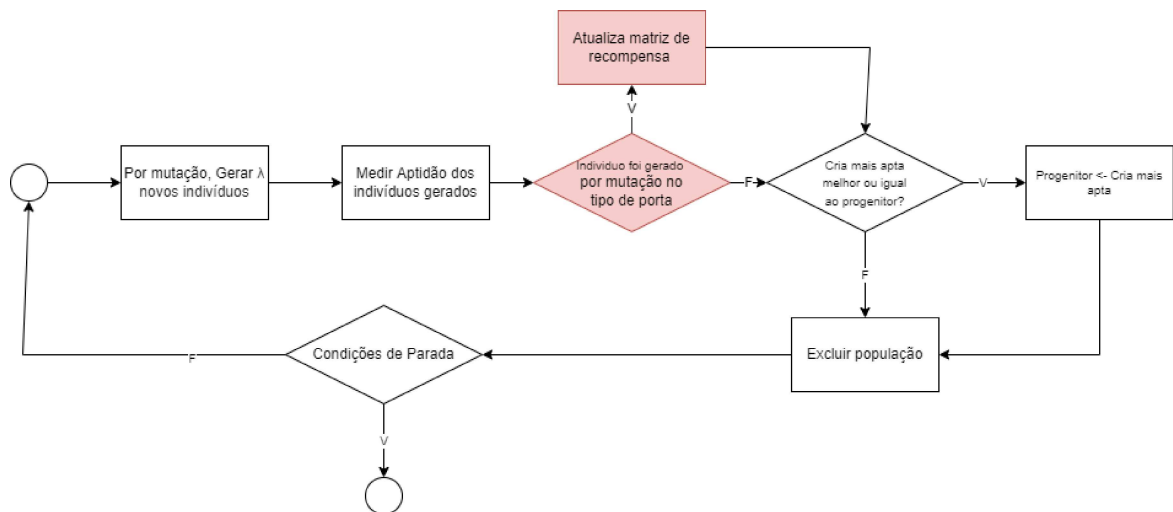 Atualiza matriz de
recompensa
V
Por mutação, Gerar λ
novos indivíduos
Medir Aptidão dos
indivíduos gerados
Individuo foi gerado
por mutação no
tipo de porta
F
Cria mais apta
melhor ou igual
ao progenitor?
V
Progenitor <- Cria mais
apta
F
Condições de Parada
Excluir população
F
V